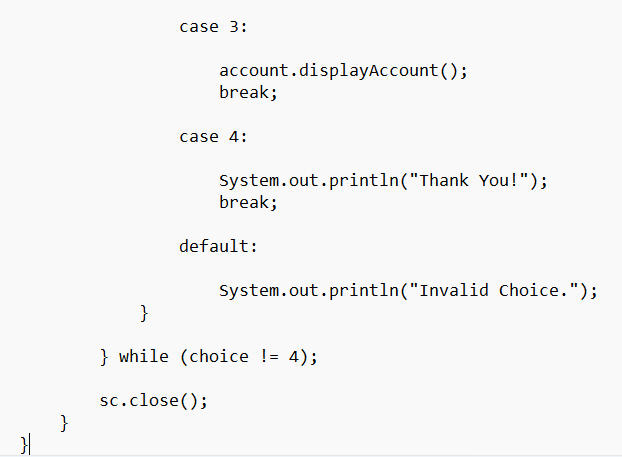 case 3:
account.displayAccount();
break;
case 4:
System.out.println("Thank You!");
break;
default:
System.out.println("Invalid Choice.");
}
} while (choice != 4);
sc.close();
}
}